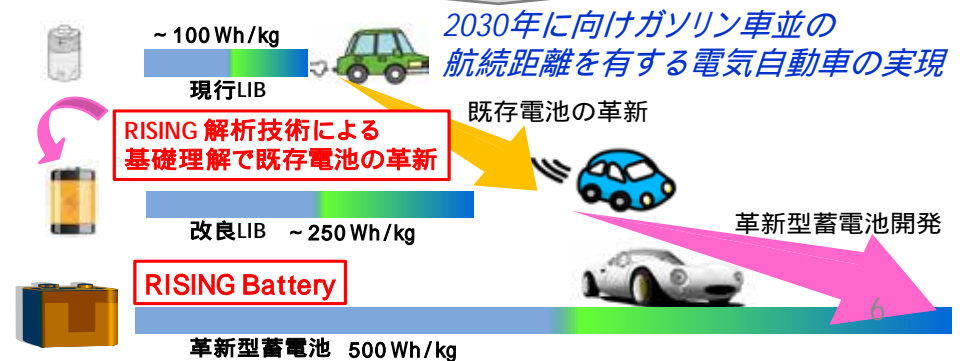 2030年に向けガソリン車並の
航続距離を有する電気自動車の実現
~100 Wh/kg
現行LIB
既存電池の革新
RISING 解析技術による
基礎理解で既存電池の革新
改良LIB ~250 Wh/kg
革新型蓄電池開発
RISING Battery
6
革新型蓄電池 500 Wh/kg